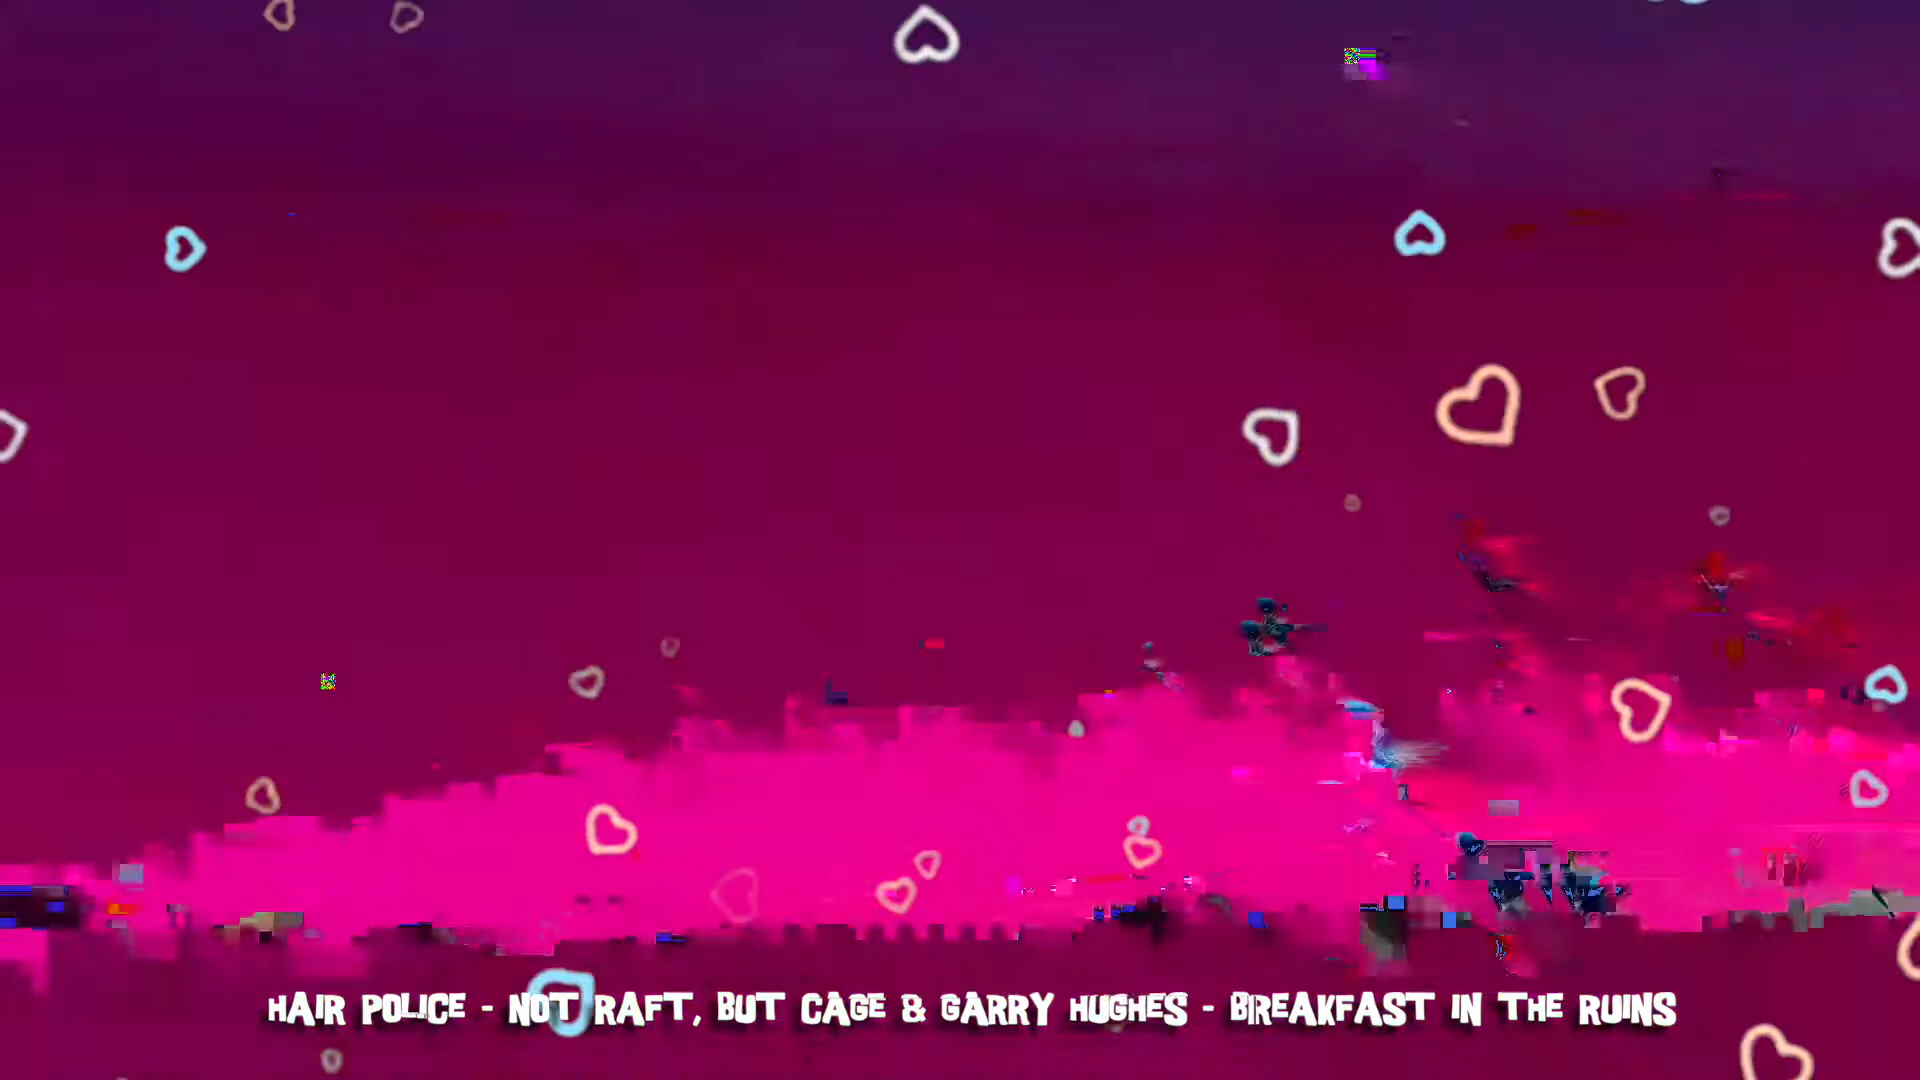 HAIR POLICE - NOT RAFT, BUT CAGE & GARRY HUGHES - BREAKFAST IN THE RUINS